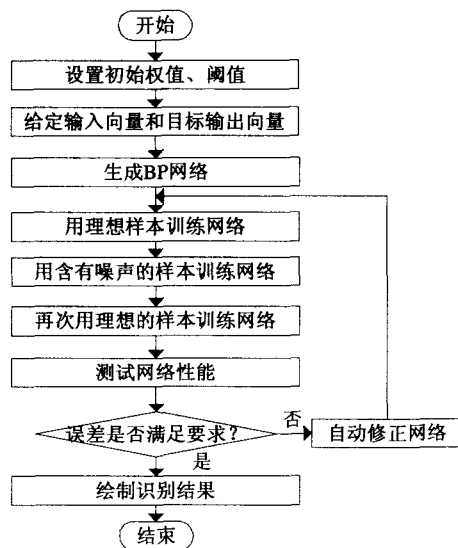 开始
设置初始权值、阈值
给定输入向量和目标输出向量
生成BP网络
用理想样本训练网络
用含有噪声的样本训练网络
再次用理想的样本训练网络
测试网络性能
误差是否满足要求?
否
自动修正网络
是
绘制识别结果
结束